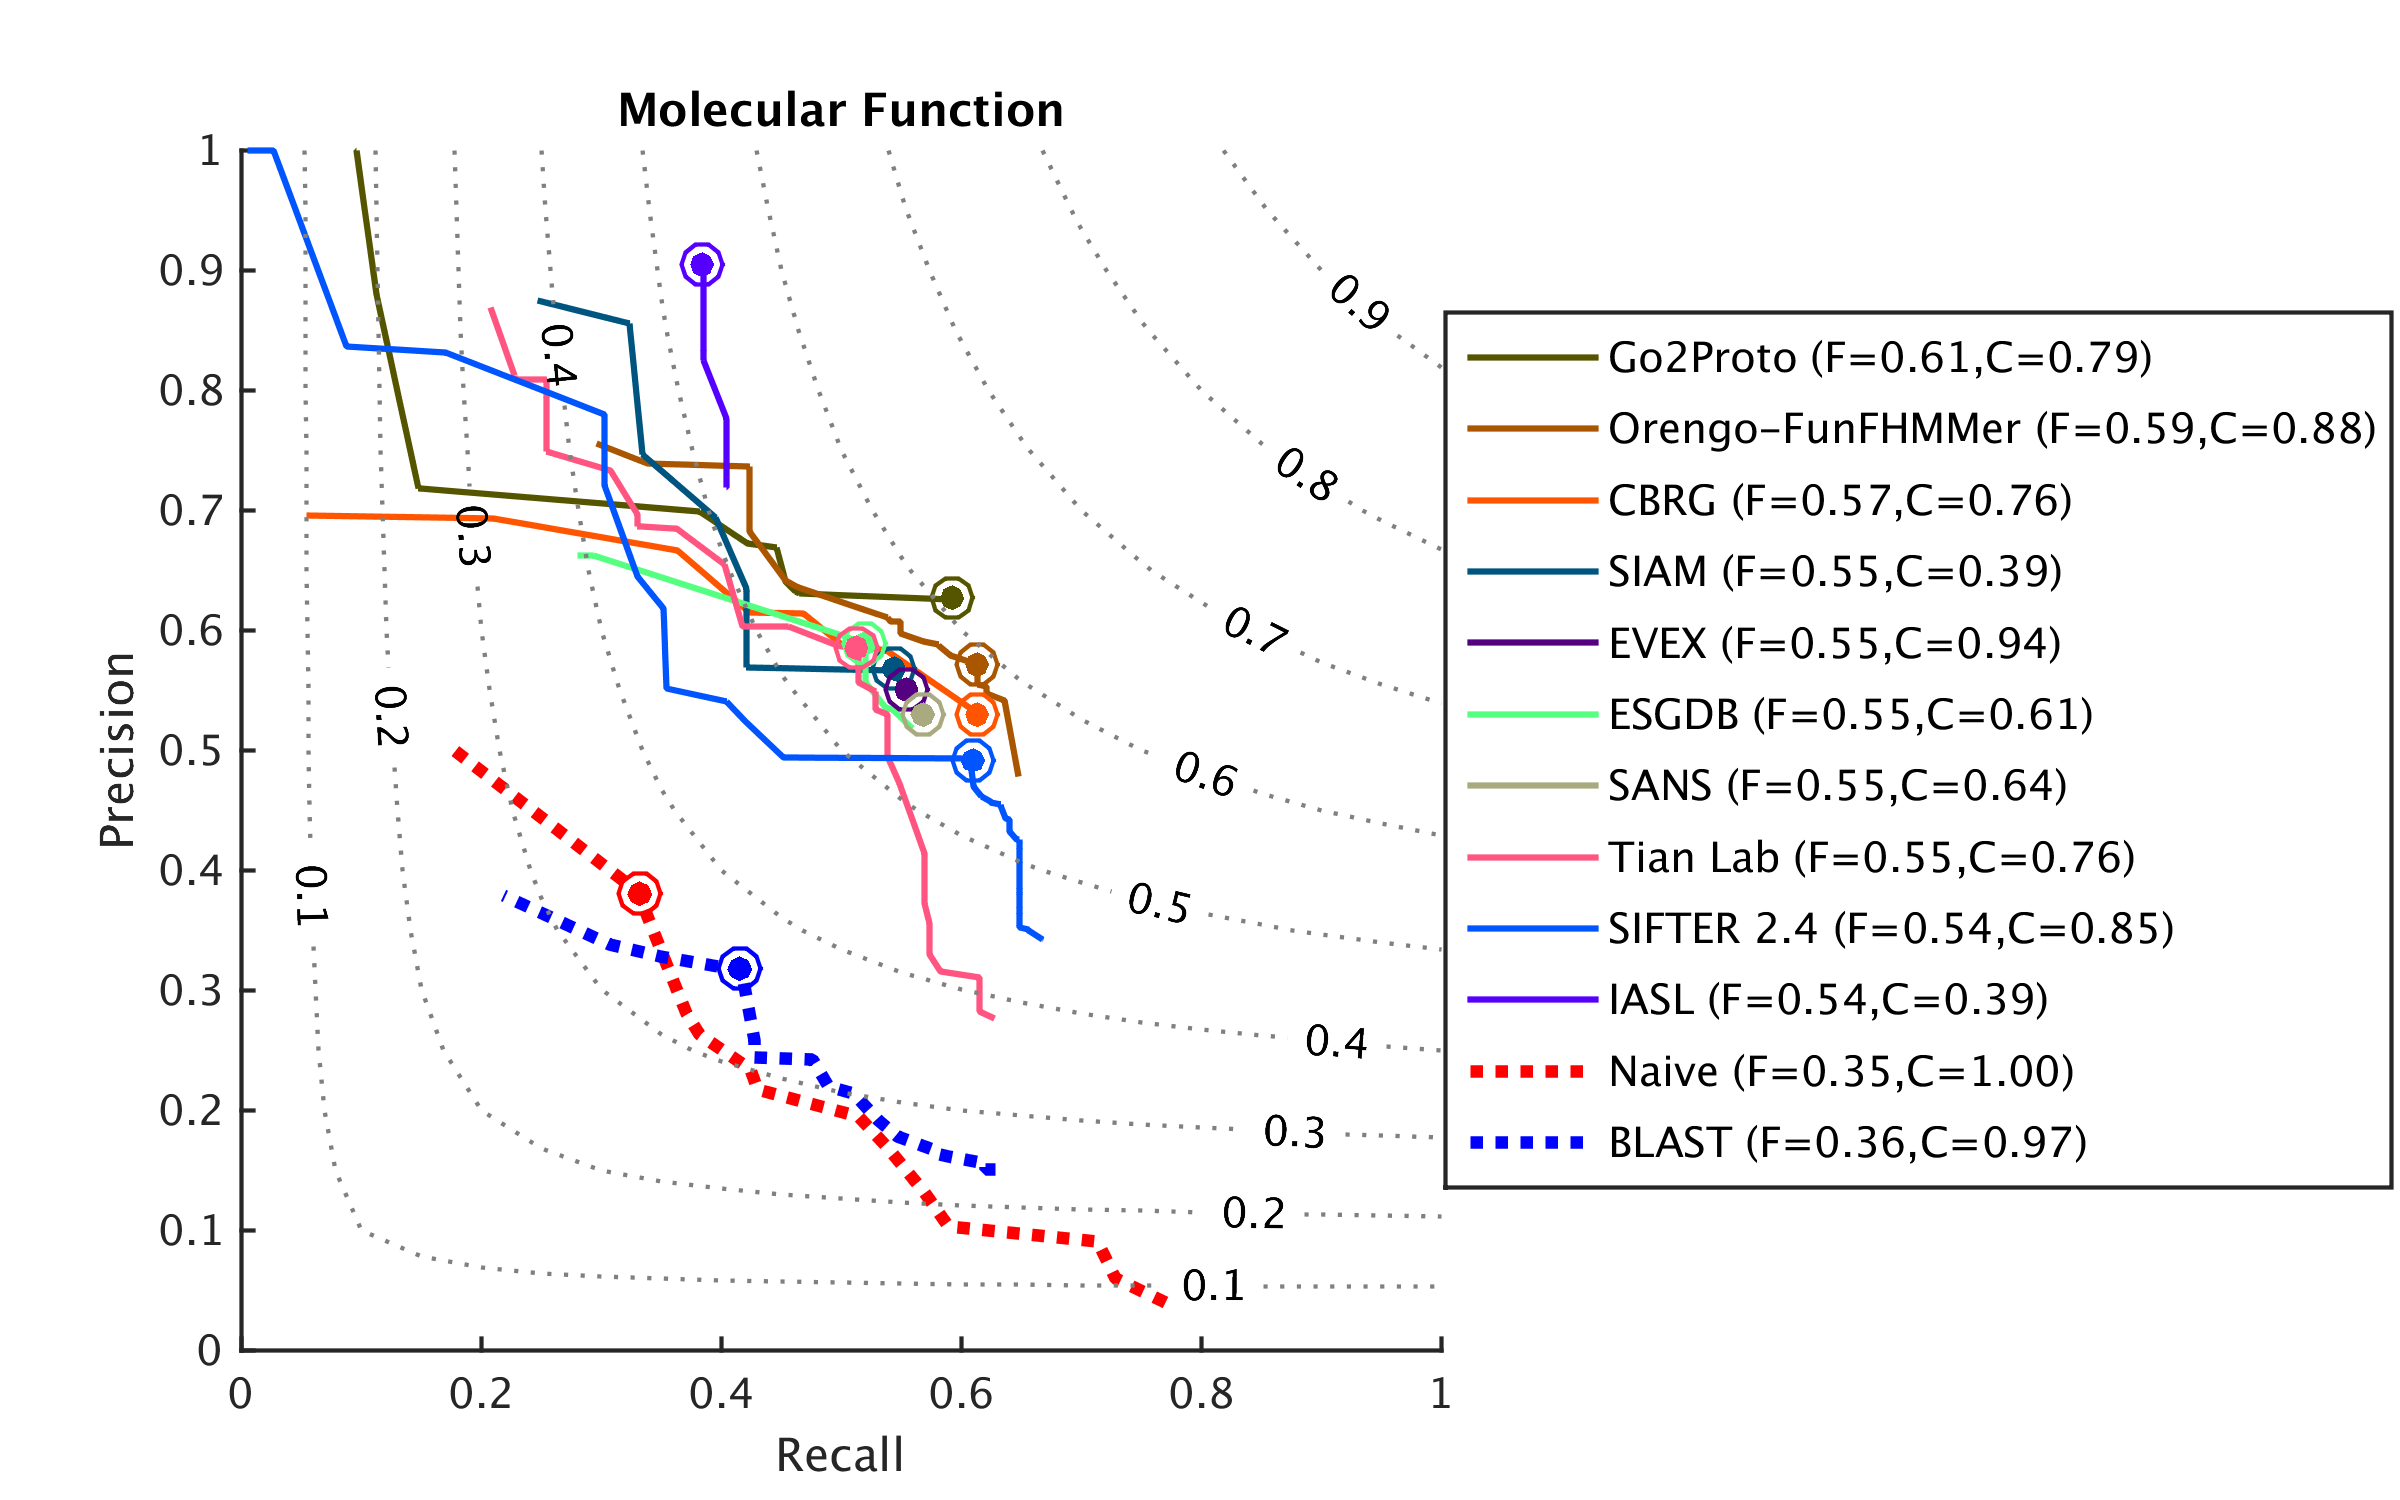 Molecular Function
1
0.9
0.8
0.7
0.6
0.5
0.4
0.3
0.2
0.1
0
Precision
0
0.2
0.4
0.6
0.8
1
Recall
0.9
0.8
0.7
0.6
0.5
0.4
0.3
0.2
0.1
0.4
0.3
0.2
0.1
Go2Proto (F=0.61,C=0.79)
Orengo-FunFHMMer (F=0.59,C=0.88)
CBRG (F=0.57,C=0.76)
SIAM (F=0.55,C=0.39)
EVEX (F=0.55,C=0.94)
ESGDB (F=0.55,C=0.61)
SANS (F=0.55,C=0.64)
Tian Lab (F=0.55,C=0.76)
SIFTER 2.4 (F=0.54,C=0.85)
IASL (F=0.54,C=0.39)
Naive (F=0.35,C=1.00)
BLAST (F=0.36,C=0.97)